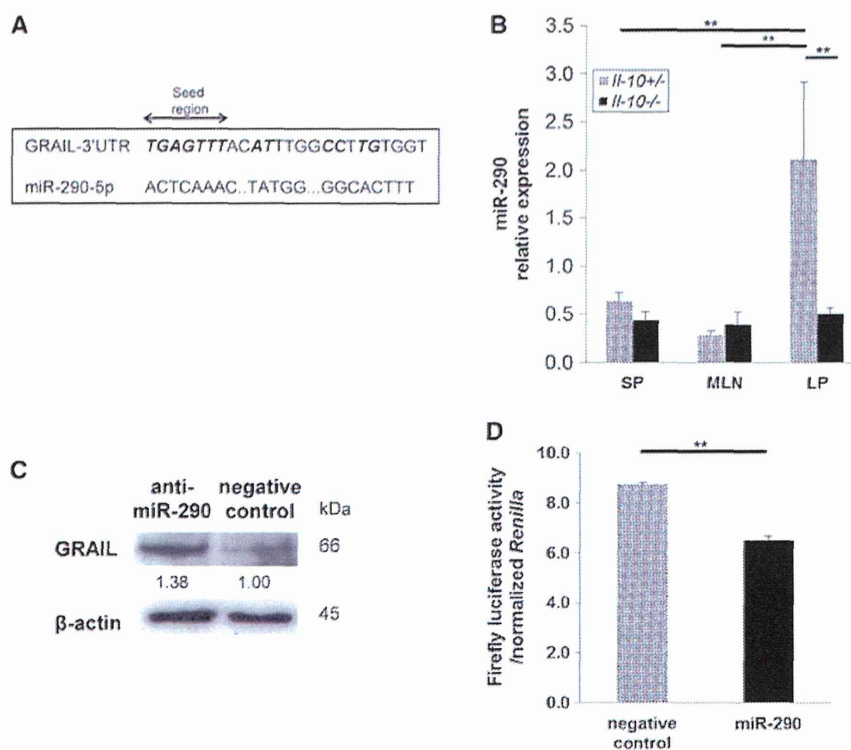 A
Seed
region
GRAIL-3'UTR TGAGTTTACATTTGGCCTTGTGGT
miR-290-5p ACTCAAAC..TATGG...GGCACTTT
B
miR-290
relative expression
3.5
3.0
2.5
2.0
1.5
1.0
0.5
0.0
**
**
**
Il-10+/-
Il-10-/-
SP MLN LP
C
anti-
miR-290
negative
control
kDa
GRAIL
66
1.38 1.00
β-actin
45
D
Firefly luciferase activity
/normalized Renilla
10.0
8.0
6.0
4.0
2.0
0.0
**
negative
control
miR-290